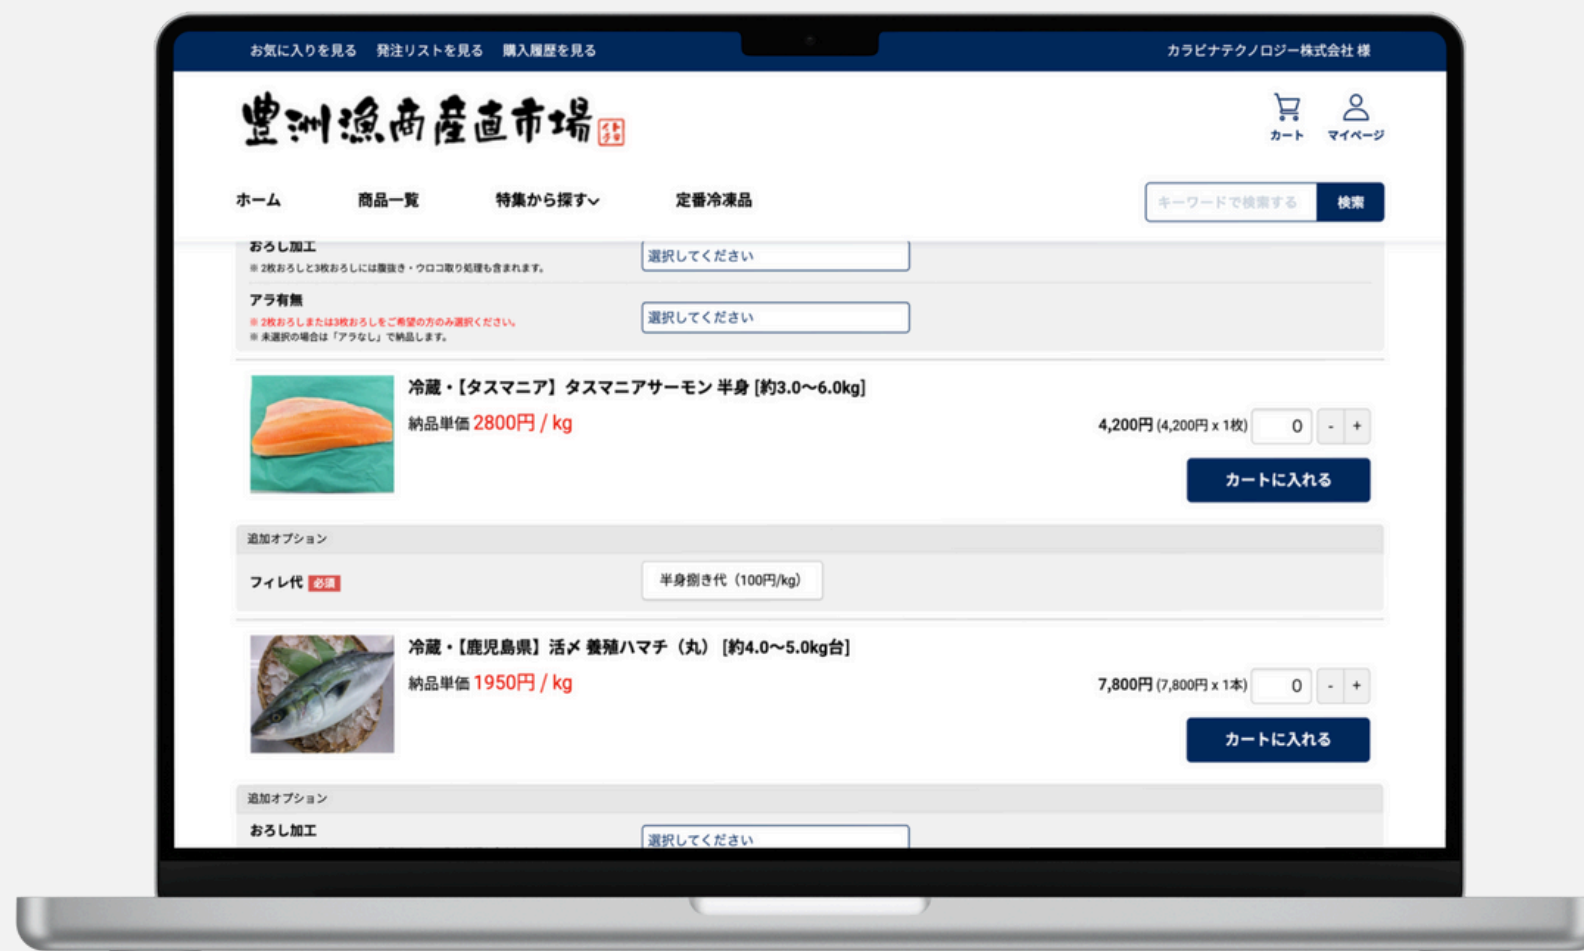 お気に入りを見る 発注リストを見る 購入履歴を見る カラビナテクノロジー株式会社 様
豊洲漁商産直市場
カート マイページ
ホーム 商品一覧 特集から探す 定番冷凍品 キーワードで検索する 検索
おろし加工 選択してください
※ 2枚おろしと3枚おろしには腹抜き・ウロコ取り処理も含まれます。
アラ有無 選択してください
※ 2枚おろしまたは3枚おろしをご希望の方のみ選択ください。
※ 未選択の場合は「アラなし」で納品します。
冷蔵・【タスマニア】タスマニアサーモン 半身 [約3.0〜6.0kg]
納品単価 2800円 / kg 4,200円 (4,200円 x 1枚) 0 - +
カートに入れる
追加オプション
フィレ代 必須 半身捌き代（100円/kg）
冷蔵・【鹿児島県】活〆 養殖ハマチ（丸） [約4.0〜5.0kg台]
納品単価 1950円 / kg 7,800円 (7,800円 x 1本) 0 - +
カートに入れる
追加オプション
おろし加工 選択してください